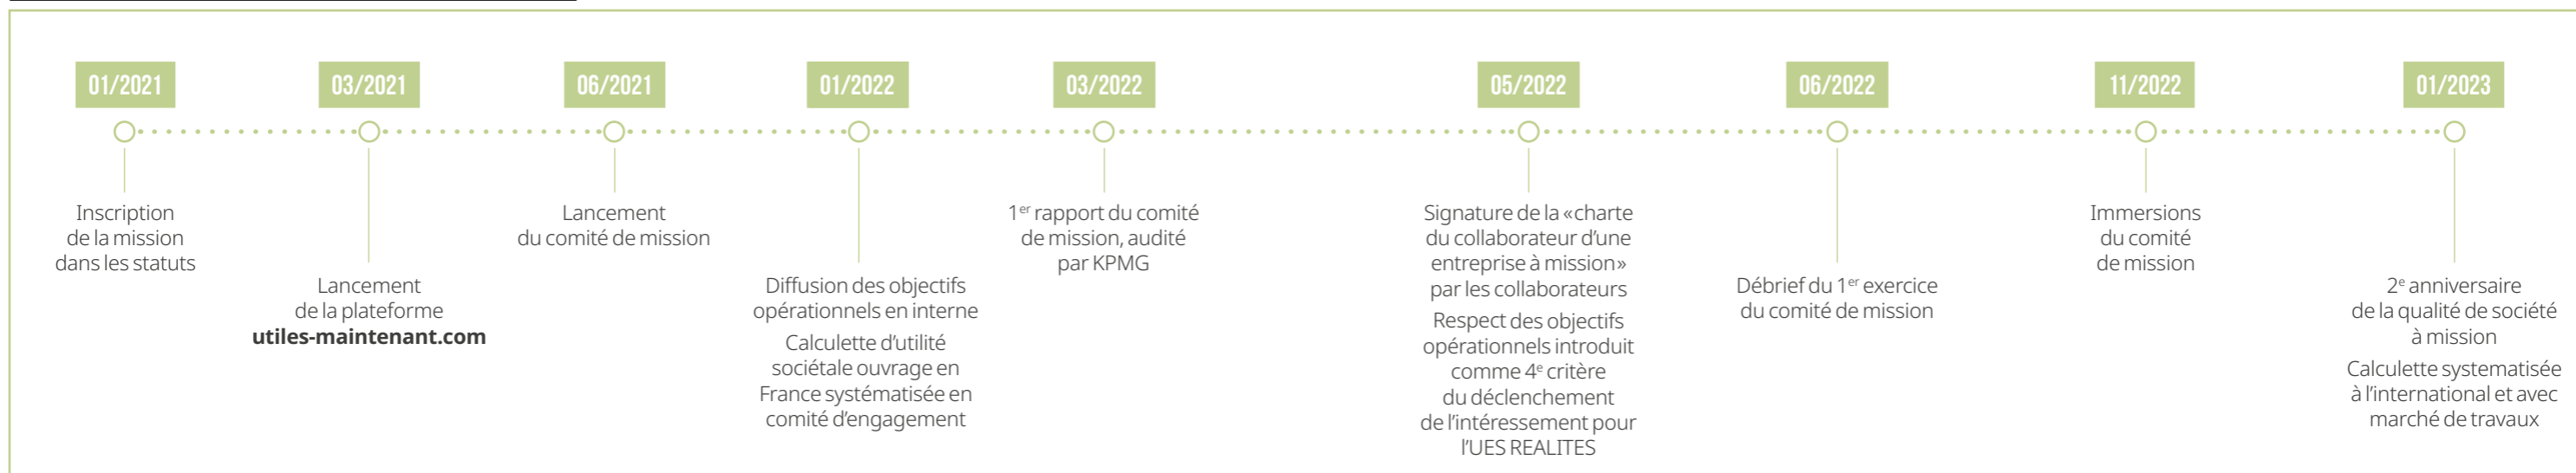 01/2021
Inscription
de la mission
dans les statuts
03/2021
Lancement
de la plateforme
utiles-maintenant.com
06/2021
Lancement
du comité de mission
01/2022
Diffusion des objectifs
opérationnels en interne
Calculette d'utilité
sociétale ouvrage en
France systématisée en
comité d'engagement
03/2022
1er rapport du comité
de mission, audité
par KPMG
05/2022
Signature de la «charte
du collaborateur d'une
entreprise à mission»
par les collaborateurs
Respect des objectifs
opérationnels introduit
comme 4e critère
du déclenchement
de l'intéressement pour
l'UES REALITES
06/2022
Débrief du 1er exercice
du comité de mission
11/2022
Immersions
du comité
de mission
01/2023
2e anniversaire
de la qualité de société
à mission
Calculette systematisée
à l'international et avec
marché de travaux